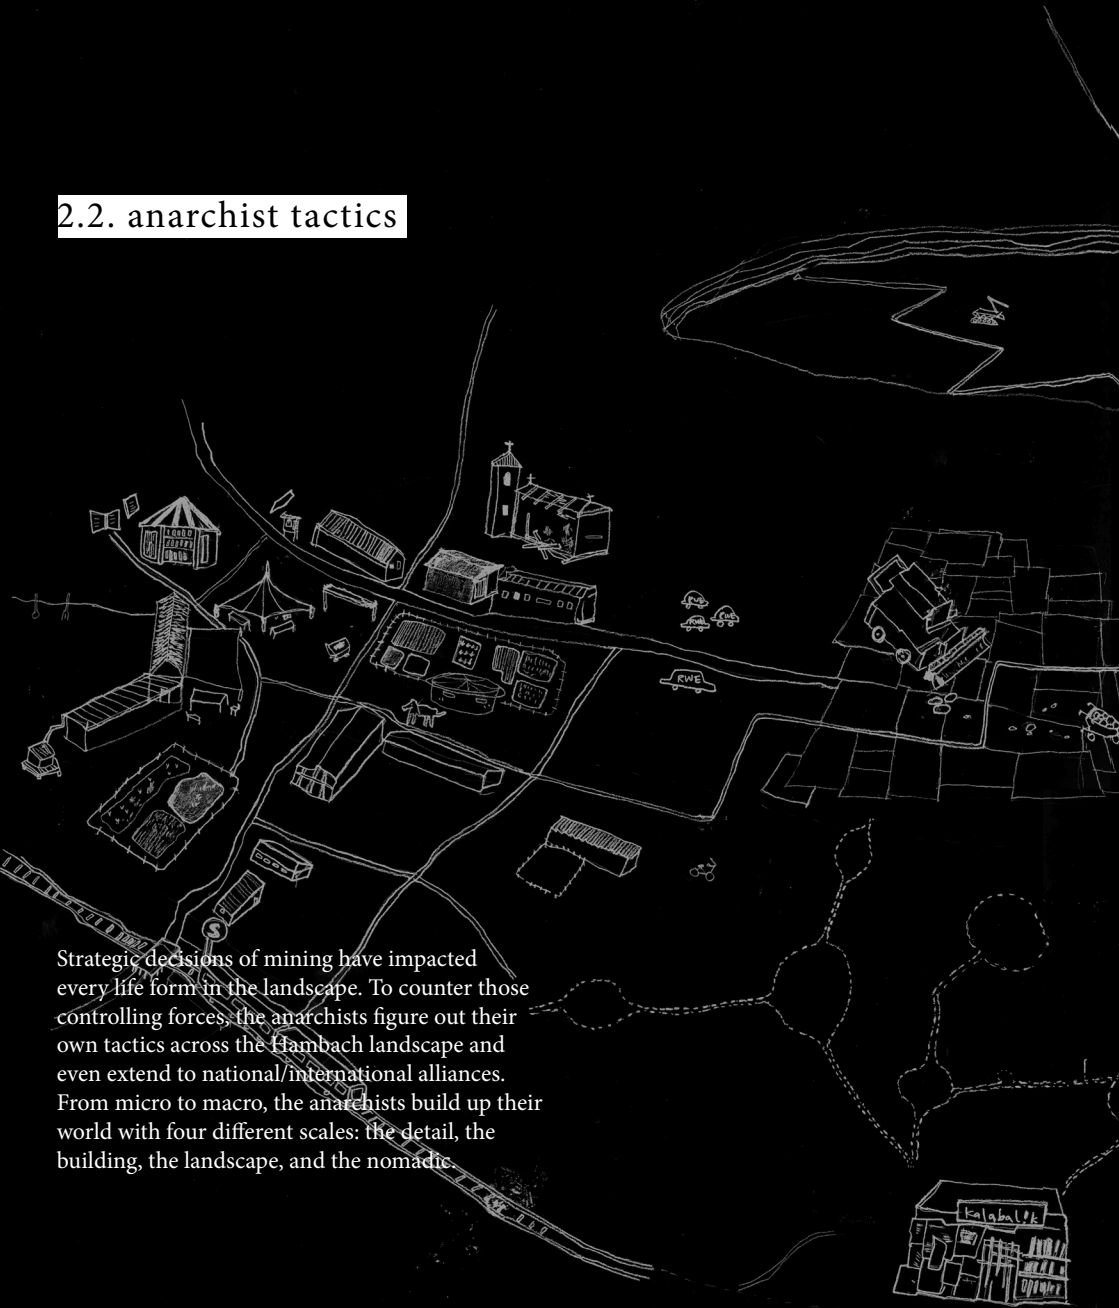 2.2. anarchist tactics
RWE
RWE
RWE
RWE
S
Strategic decisions of mining have impacted
every life form in the landscape. To counter those
controlling forces, the anarchists figure out their
own tactics across the Hambach landscape and
even extend to national/international alliances.
From micro to macro, the anarchists build up their
world with four different scales: the detail, the
building, the landscape, and the nomadic.
kalabal!k